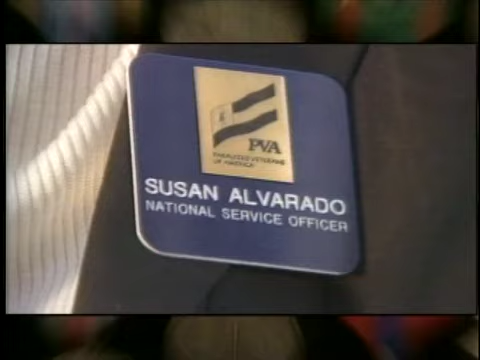 PVA
PARALYZED VETERANS
OF AMERICA
SUSAN ALVARADO
NATIONAL SERVICE OFFICER